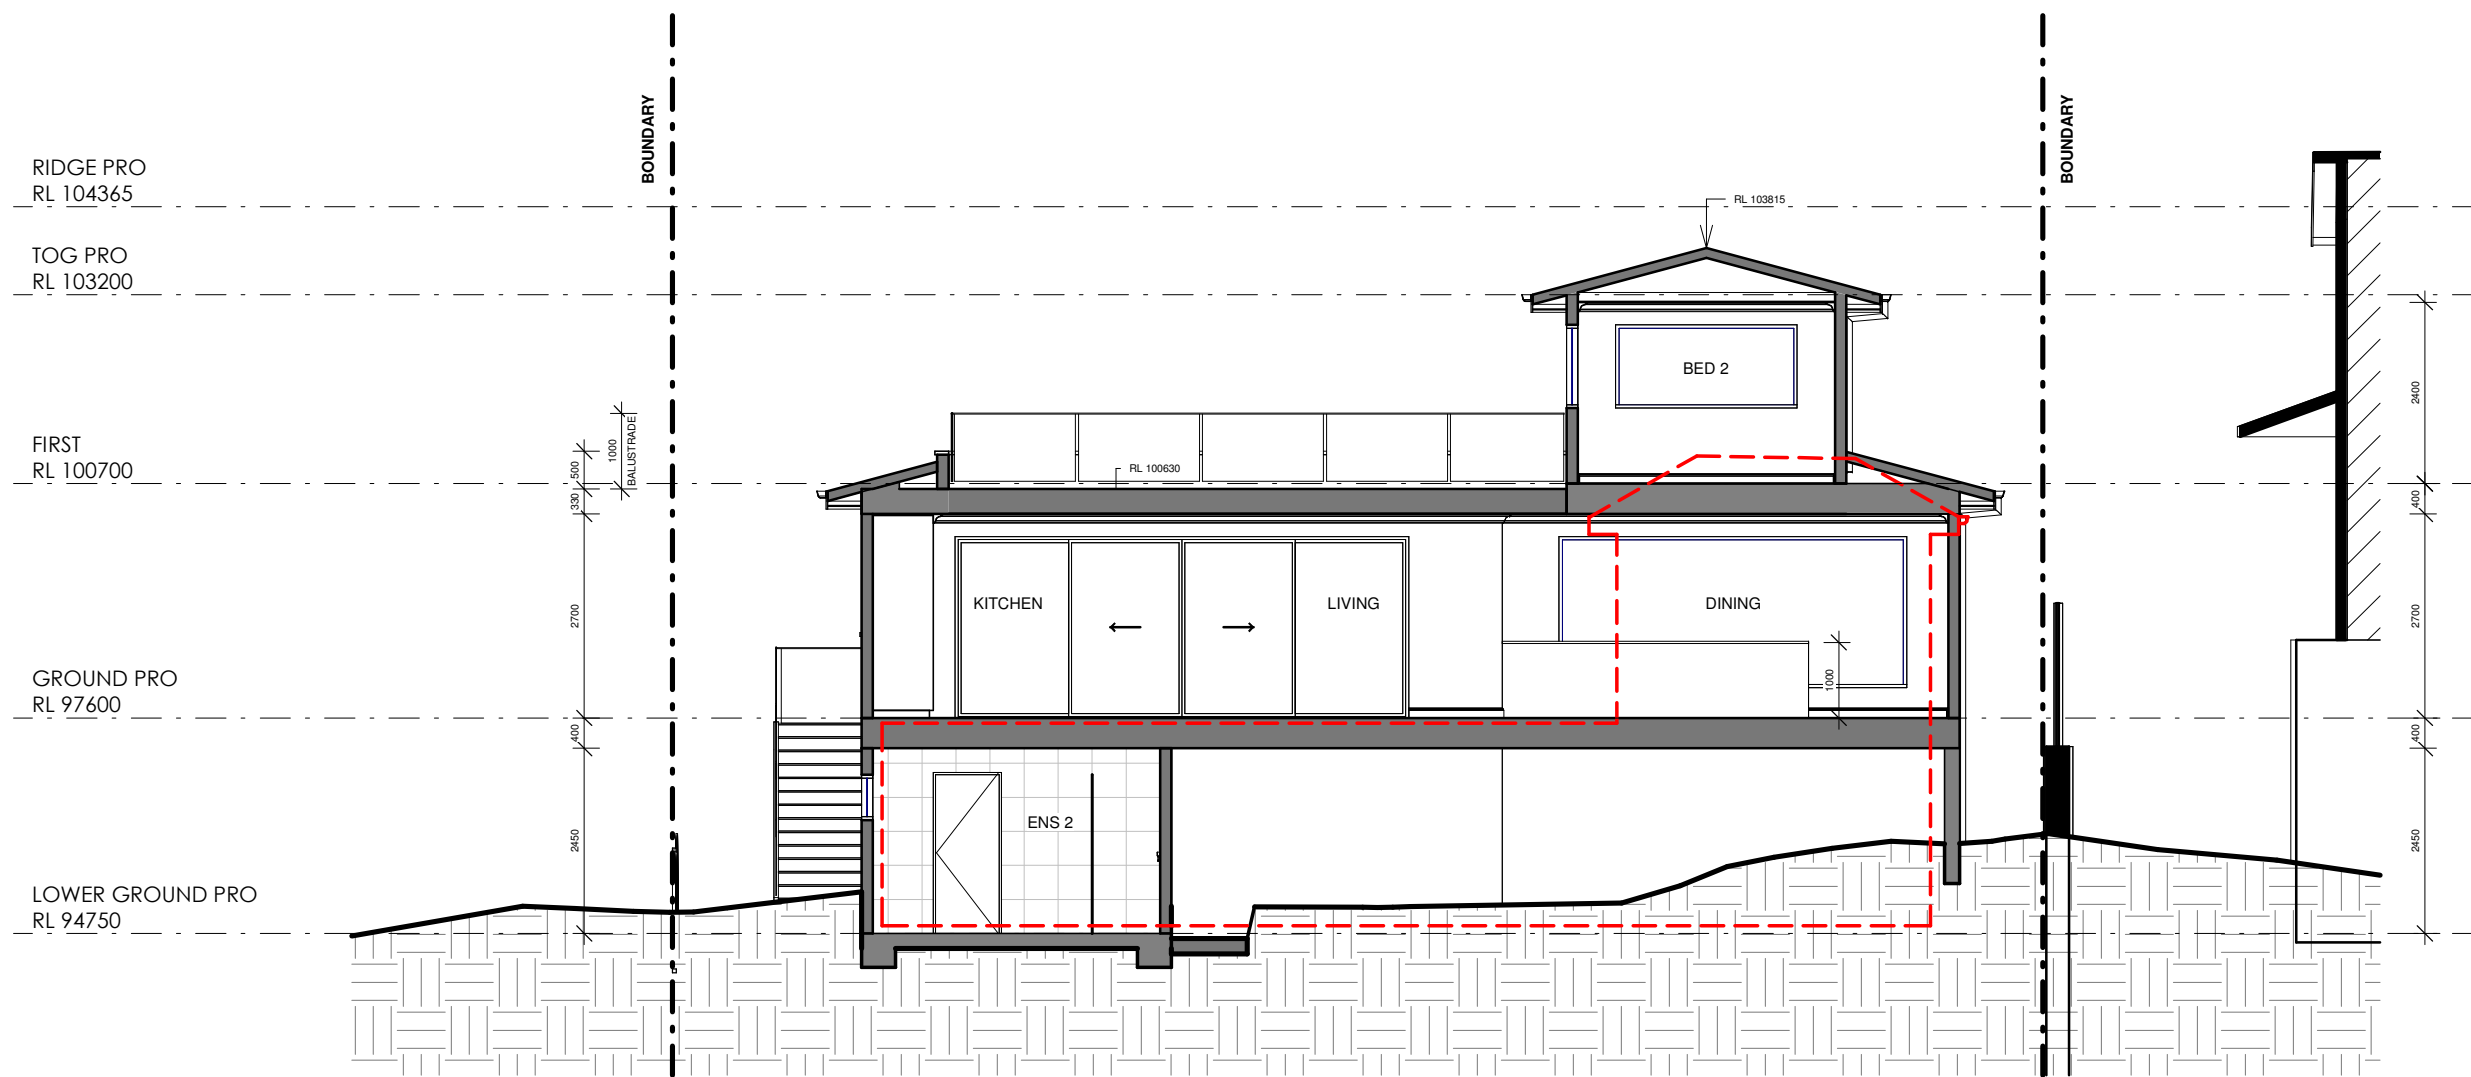 BOUNDARY
BOUNDARY
RIDGE PRO
RL 104365
RL 103815
TOG PRO
RL 103200
BED 2
2400
FIRST
RL 100700
500
1000
BALUSTRADE
RL 100630
330
400
KITCHEN
LIVING
DINING
2700
2700
1000
GROUND PRO
RL 97600
400
400
ENS 2
2450
2450
LOWER GROUND PRO
RL 94750